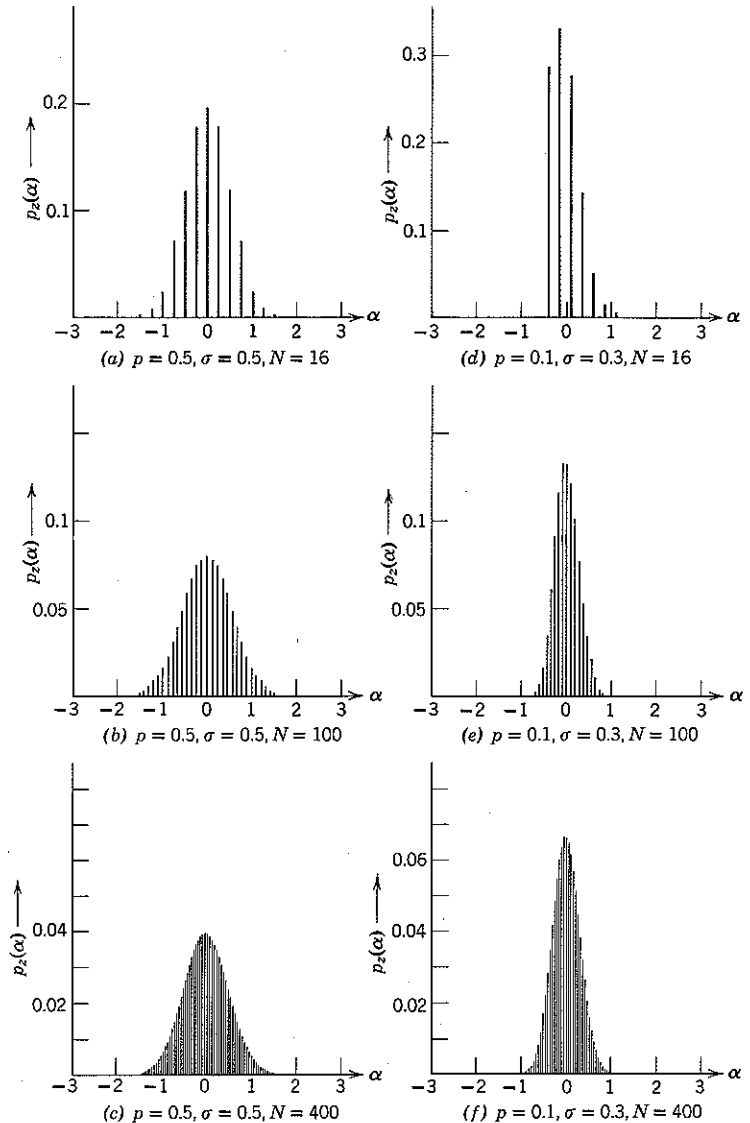 0.2
0.1
p_z(α)
−3 −2 −1 0 1 2 3 α
(a) p = 0.5, σ = 0.5, N = 16
0.3
0.2
0.1
p_z(α)
−3 −2 −1 0 1 2 3 α
(d) p = 0.1, σ = 0.3, N = 16
0.1
0.05
p_z(α)
−3 −2 −1 0 1 2 3 α
(b) p = 0.5, σ = 0.5, N = 100
0.1
0.05
p_z(α)
−3 −2 −1 0 1 2 3 α
(e) p = 0.1, σ = 0.3, N = 100
0.04
0.02
p_z(α)
−3 −2 −1 0 1 2 3 α
(c) p = 0.5, σ = 0.5, N = 400
0.06
0.04
0.02
p_z(α)
−3 −2 −1 0 1 2 3 α
(f) p = 0.1, σ = 0.3, N = 400